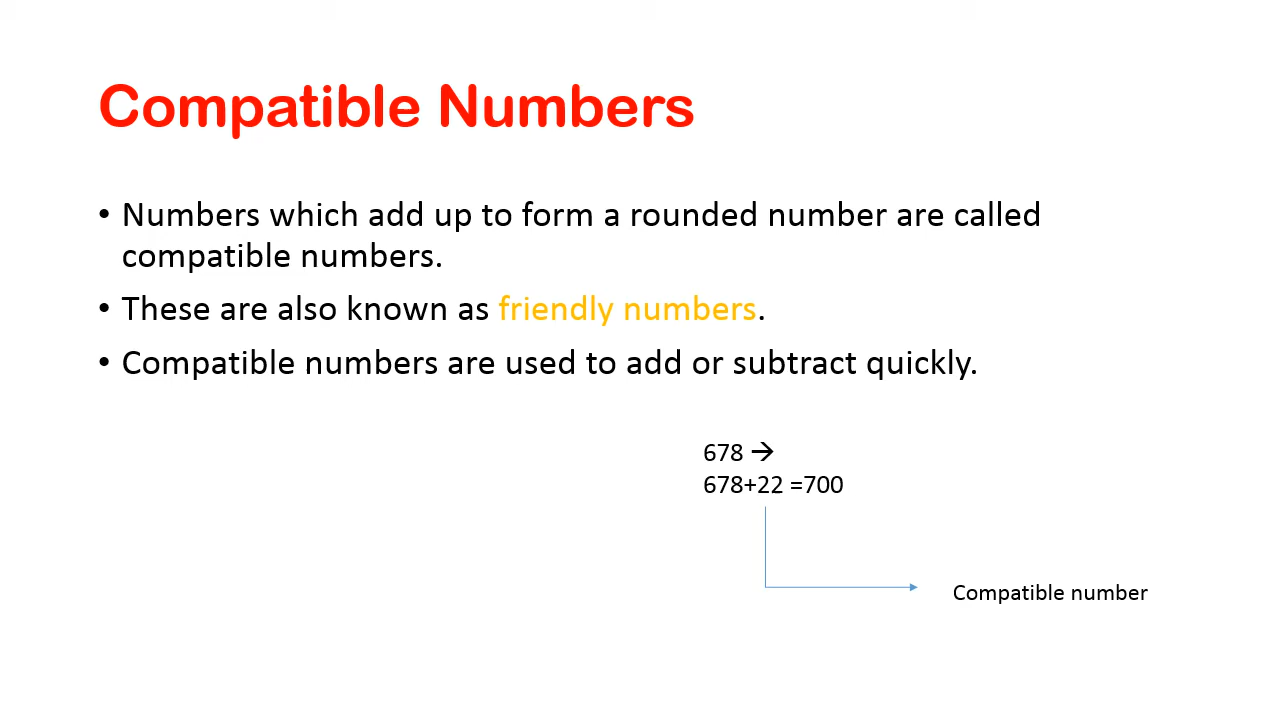 Compatible Numbers
• Numbers which add up to form a rounded number are called
compatible numbers.
• These are also known as friendly numbers.
• Compatible numbers are used to add or subtract quickly.
678 →
678+22 =700
Compatible number